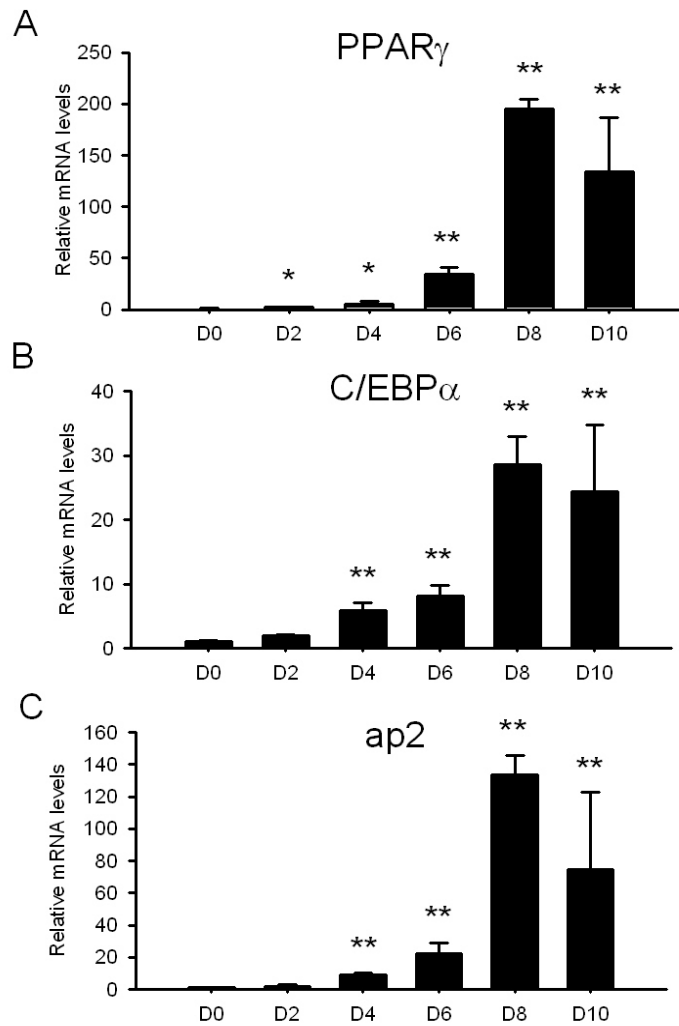 A
PPARγ
Relative mRNA levels
250
200
150
100
50
0
* * ** ** **
D0 D2 D4 D6 D8 D10
B
C/EBPα
Relative mRNA levels
40
30
20
10
0
** ** ** **
D0 D2 D4 D6 D8 D10
C
ap2
Relative mRNA levels
160
140
120
100
80
60
40
20
0
** ** ** **
D0 D2 D4 D6 D8 D10